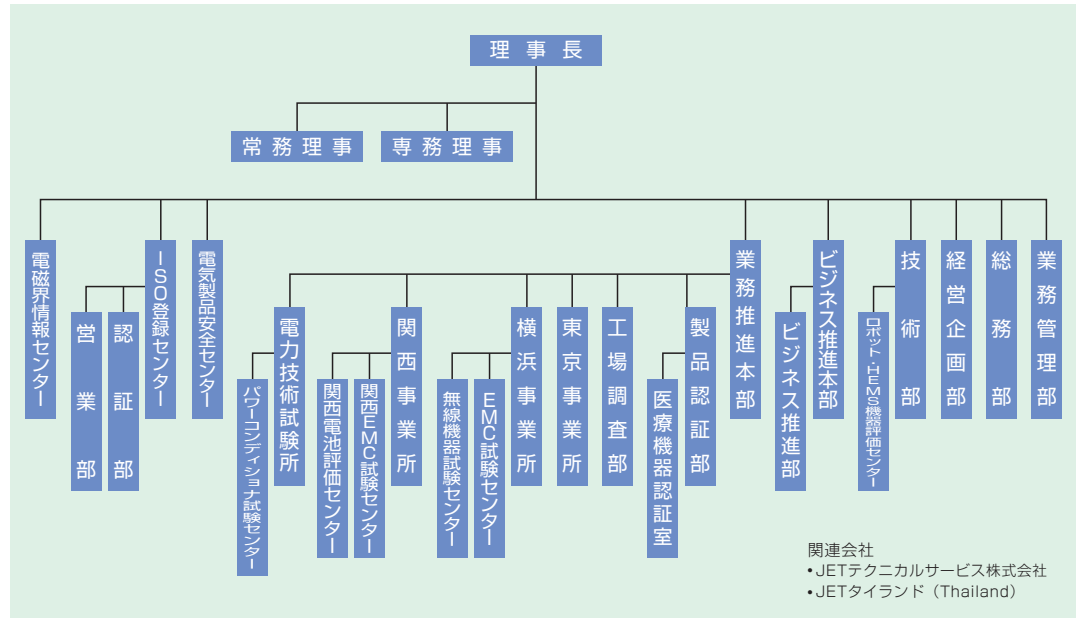 理事長
常務理事
専務理事
業務管理部
総務部
経営企画部
技術部
ロボット・HEMS機器評価センター
ビジネス推進本部
ビジネス推進部
業務推進本部
製品認証部
医療機器認証室
工場調査部
東京事業所
横浜事業所
EMC試験センター
無線機器試験センター
関西事業所
関西EMC試験センター
関西電池評価センター
電力技術試験所
パワーコンディショナ試験センター
電気製品安全センター
ISO登録センター
認証部
営業部
電磁界情報センター
関連会社
•JETテクニカルサービス株式会社
•JETタイランド（Thailand）